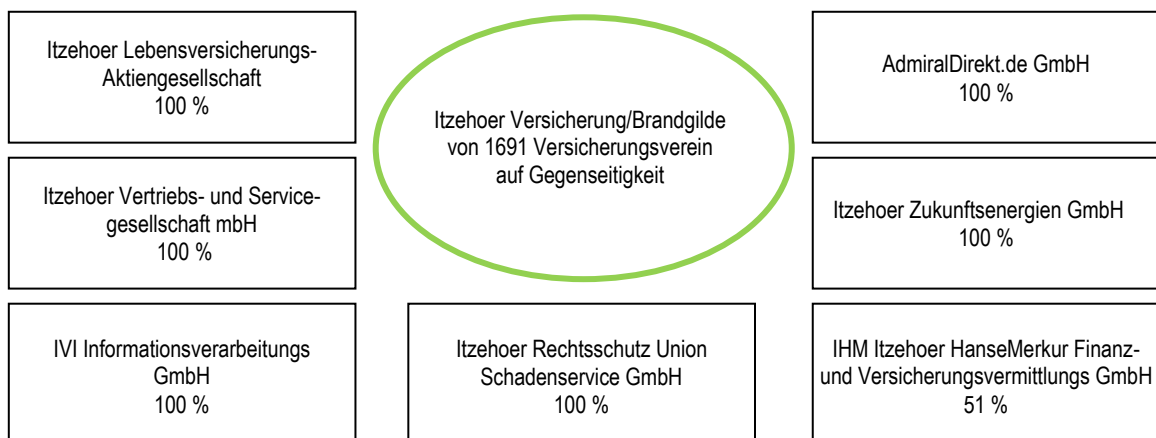 Itzehoer Lebensversicherungs-
Aktiengesellschaft
100 %
Itzehoer Versicherung/Brandgilde
von 1691 Versicherungsverein
auf Gegenseitigkeit
AdmiralDirekt.de GmbH
100 %
Itzehoer Vertriebs- und Service-
gesellschaft mbH
100 %
Itzehoer Zukunftsenergien GmbH
100 %
IVI Informationsverarbeitungs
GmbH
100 %
Itzehoer Rechtsschutz Union
Schadenservice GmbH
100 %
IHM Itzehoer HanseMerkur Finanz-
und Versicherungsvermittlungs GmbH
51 %